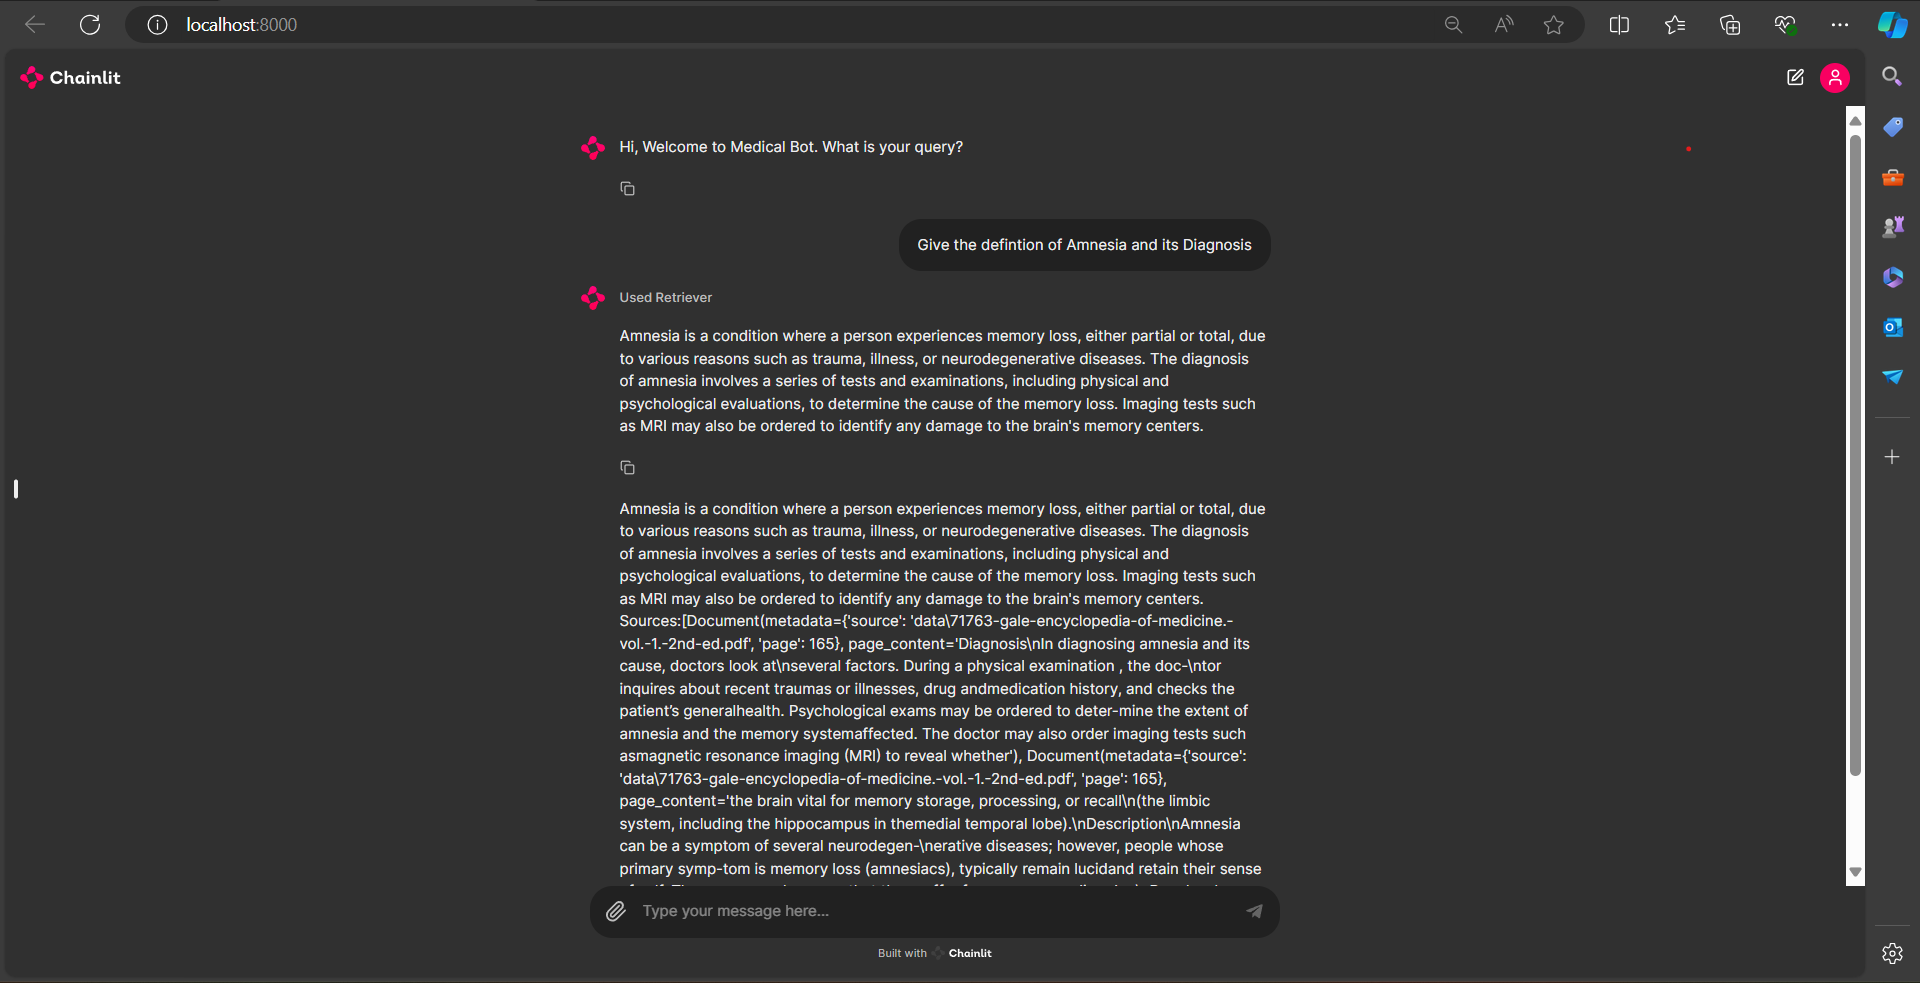 localhost:8000
Chainlit
Hi, Welcome to Medical Bot. What is your query?
Give the defintion of Amnesia and its Diagnosis
Used Retriever
Amnesia is a condition where a person experiences memory loss, either partial or total, due
to various reasons such as trauma, illness, or neurodegenerative diseases. The diagnosis
of amnesia involves a series of tests and examinations, including physical and
psychological evaluations, to determine the cause of the memory loss. Imaging tests such
as MRI may also be ordered to identify any damage to the brain's memory centers.
Amnesia is a condition where a person experiences memory loss, either partial or total, due
to various reasons such as trauma, illness, or neurodegenerative diseases. The diagnosis
of amnesia involves a series of tests and examinations, including physical and
psychological evaluations, to determine the cause of the memory loss. Imaging tests such
as MRI may also be ordered to identify any damage to the brain's memory centers.
Sources:[Document(metadata={'source': 'data\71763-gale-encyclopedia-of-medicine.-
vol.-1.-2nd-ed.pdf', 'page': 165}, page_content='Diagnosis\nIn diagnosing amnesia and its
cause, doctors look at\nseveral factors. During a physical examination , the doc-\ntor
inquires about recent traumas or illnesses, drug andmedication history, and checks the
patient’s generalhealth. Psychological exams may be ordered to deter-mine the extent of
amnesia and the memory systemaffected. The doctor may also order imaging tests such
asmagnetic resonance imaging (MRI) to reveal whether'), Document(metadata={'source':
'data\71763-gale-encyclopedia-of-medicine.-vol.-1.-2nd-ed.pdf', 'page': 165},
page_content='the brain vital for memory storage, processing, or recall\n(the limbic
system, including the hippocampus in themedial temporal lobe).\nDescription\nAmnesia
can be a symptom of several neurodegen-\nerative diseases; however, people whose
primary symp-tom is memory loss (amnesiacs), typically remain lucidand retain their sense
Type your message here...
Built with Chainlit